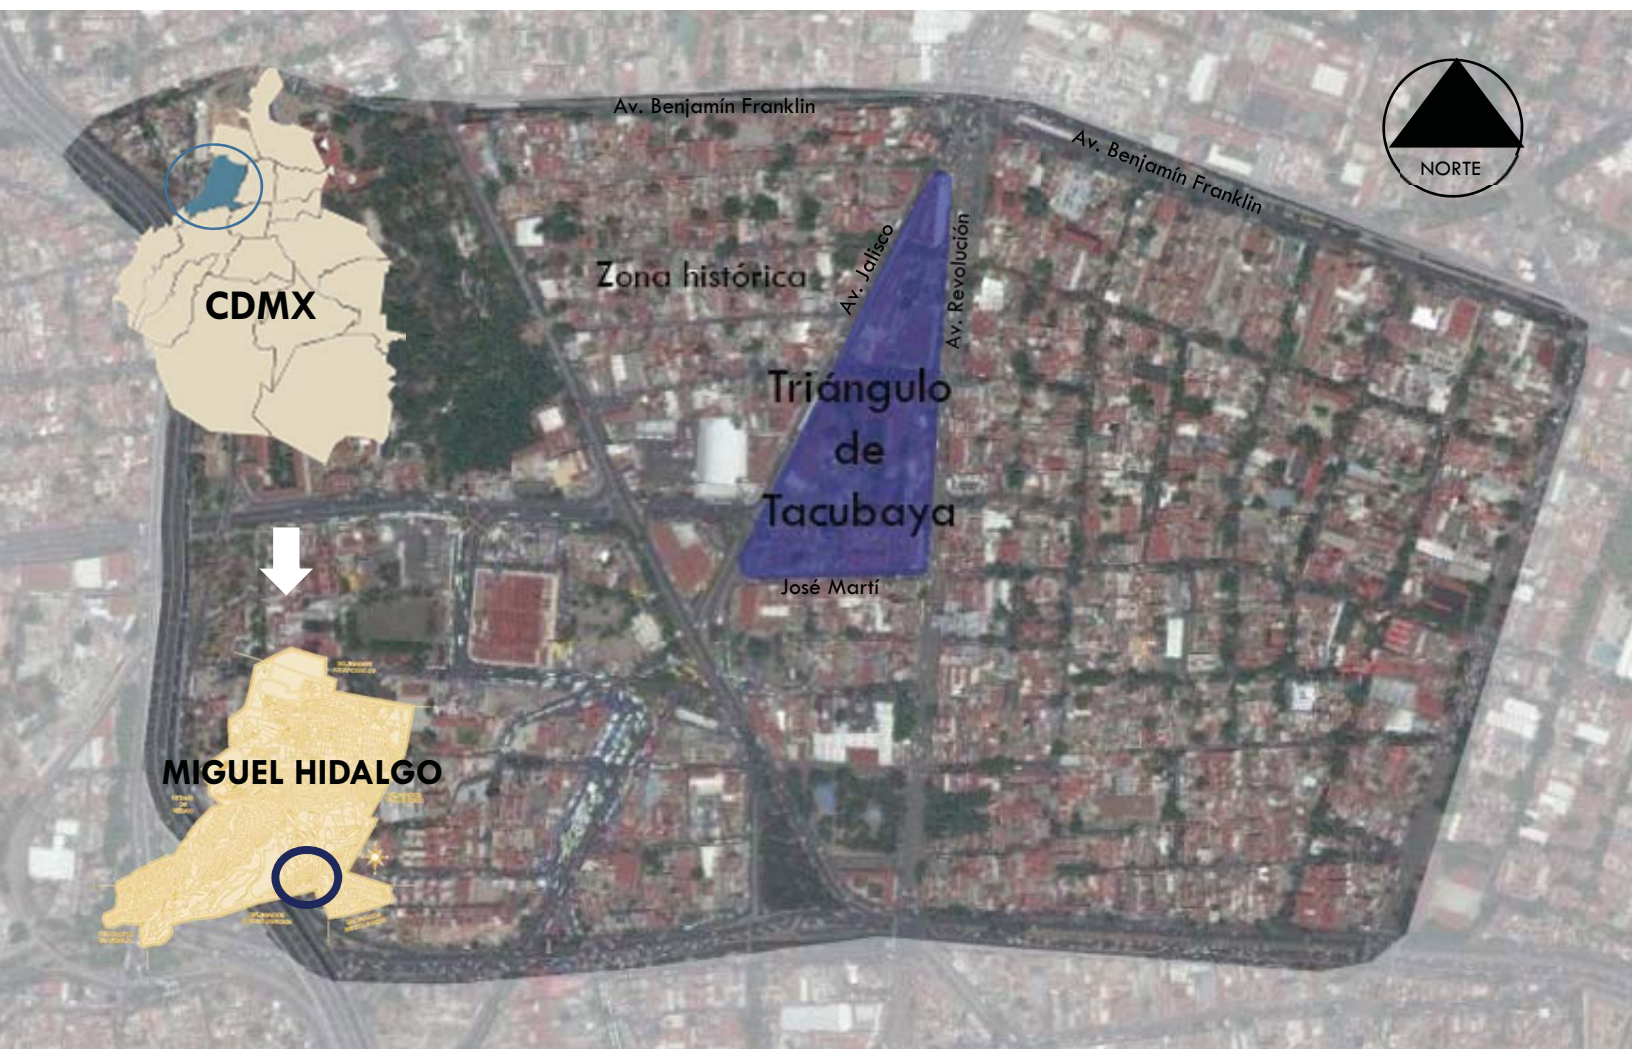 Av. Benjamín Franklin
Av. Benjamín Franklin
NORTE
Zona histórica
Av. Jalisco
Av. Revolución
CDMX
Triángulo
de
Tacubaya
José Martí
MIGUEL HIDALGO